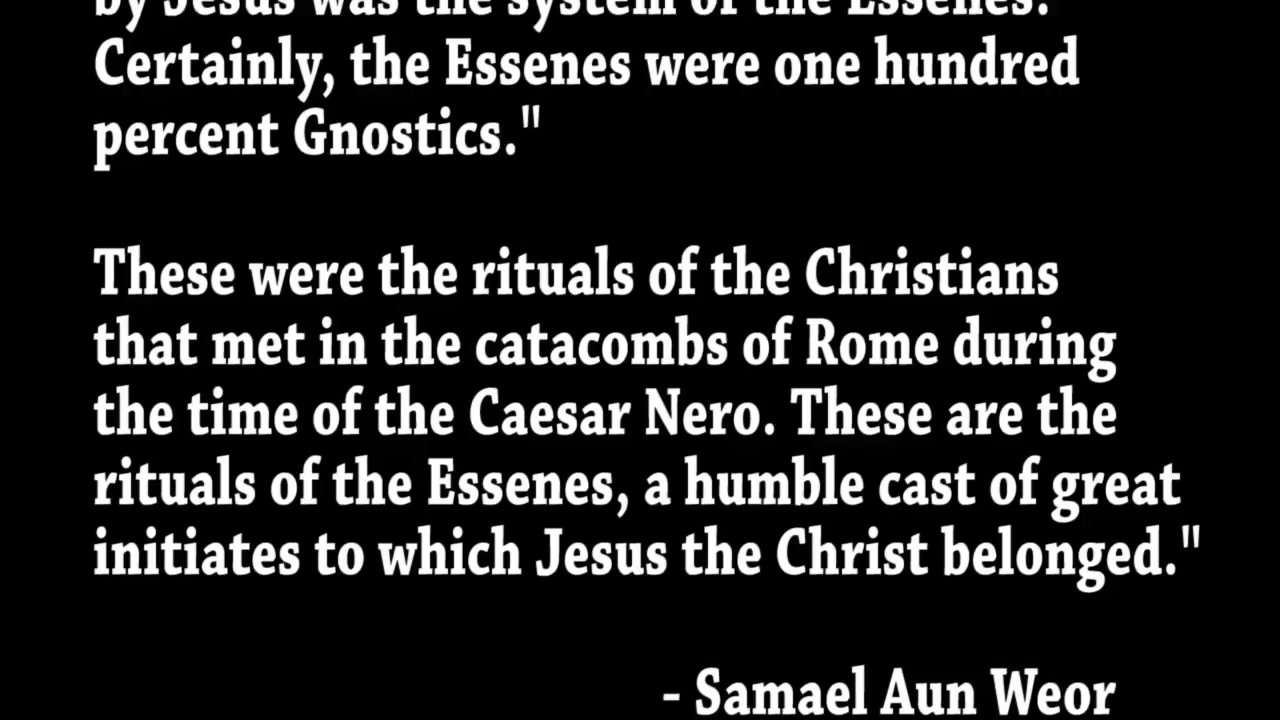 by Jesus was the system of the Essenes.
Certainly, the Essenes were one hundred
percent Gnostics."
These were the rituals of the Christians
that met in the catacombs of Rome during
the time of the Caesar Nero. These are the
rituals of the Essenes, a humble cast of great
initiates to which Jesus the Christ belonged."
- Samael Aun Weor